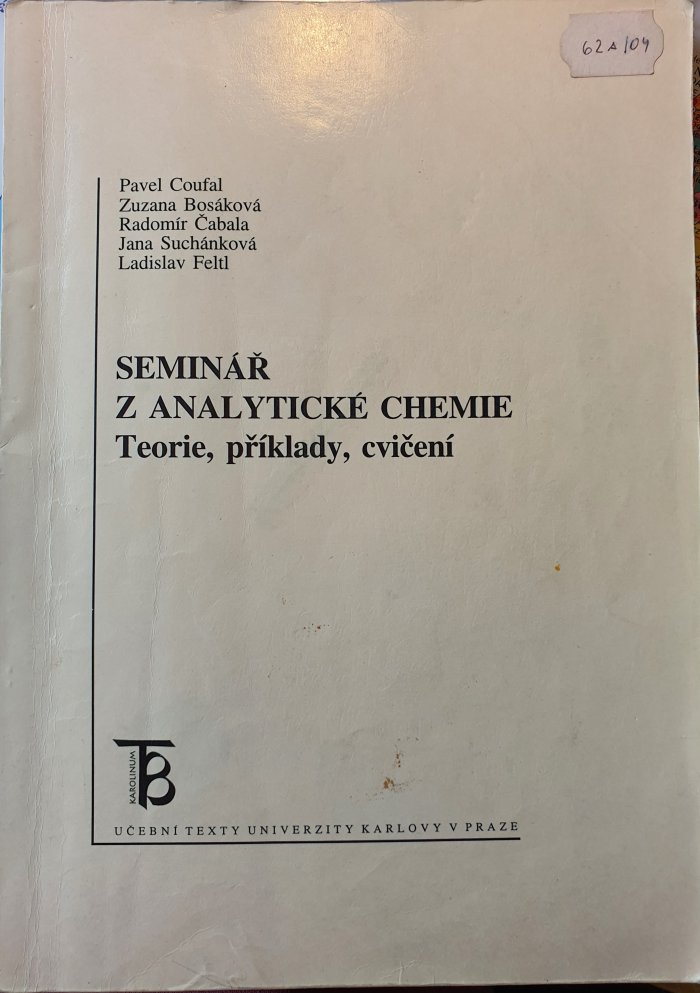 62A/04
Pavel Coufal
Zuzana Bosáková
Radomír Čabala
Jana Suchánková
Ladislav Feltl
SEMINÁŘ
Z ANALYTICKÉ CHEMIE
Teorie, příklady, cvičení
KAROLINUM
UČEBNÍ TEXTY UNIVERZITY KARLOVY V PRAZE